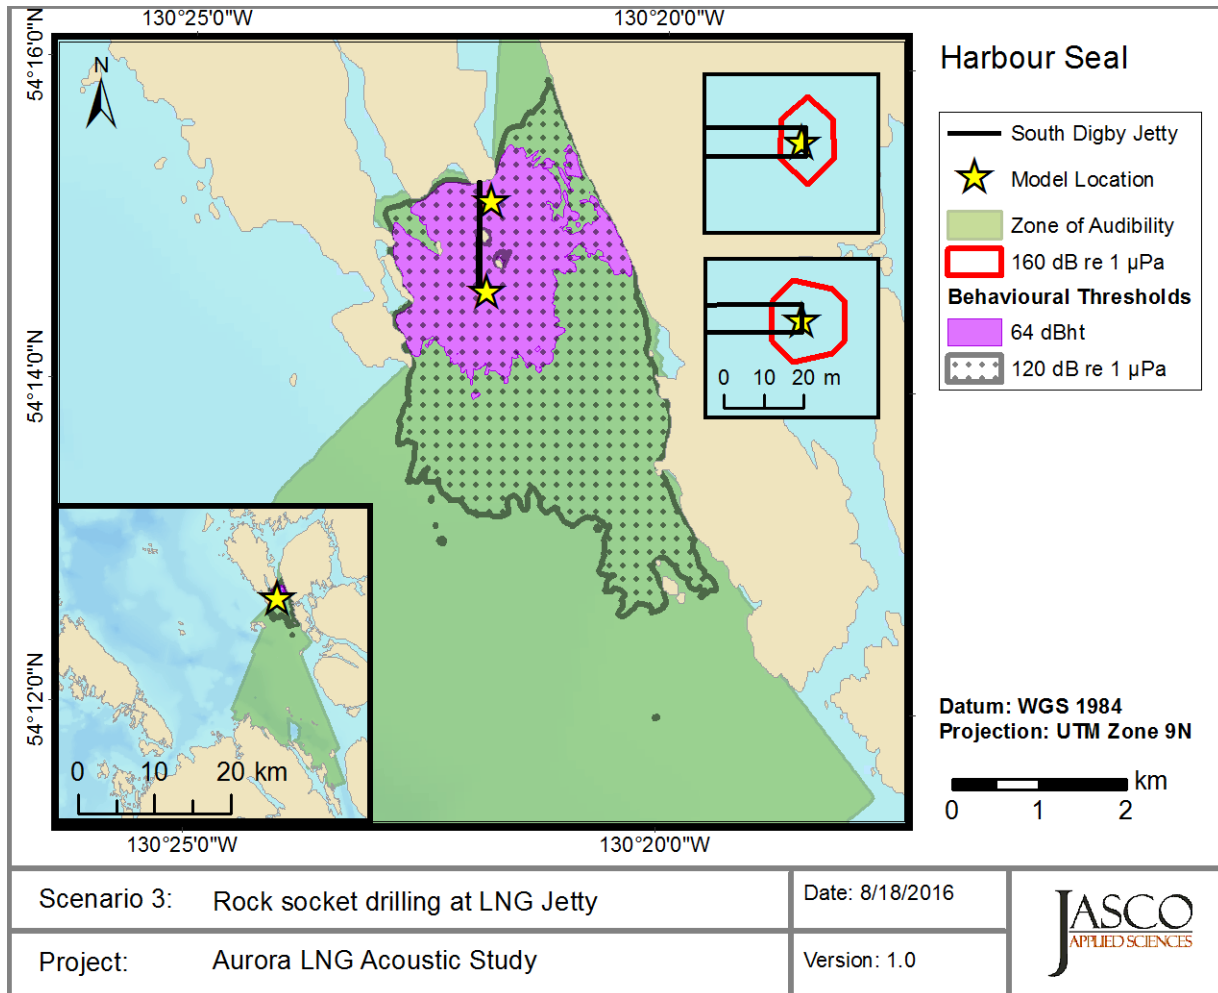 130°25'0"W
130°20'0"W
54°16'0"N
54°14'0"N
54°12'0"N
N
0 10 20 m
0 10 20 km
130°25'0"W
130°20'0"W
Harbour Seal
South Digby Jetty
Model Location
Zone of Audibility
160 dB re 1 µPa
Behavioural Thresholds
64 dBht
120 dB re 1 µPa
Datum: WGS 1984
Projection: UTM Zone 9N
km
0 1 2
Scenario 3: Rock socket drilling at LNG Jetty
Date: 8/18/2016
Project: Aurora LNG Acoustic Study
Version: 1.0
JASCO
APPLIED SCIENCES